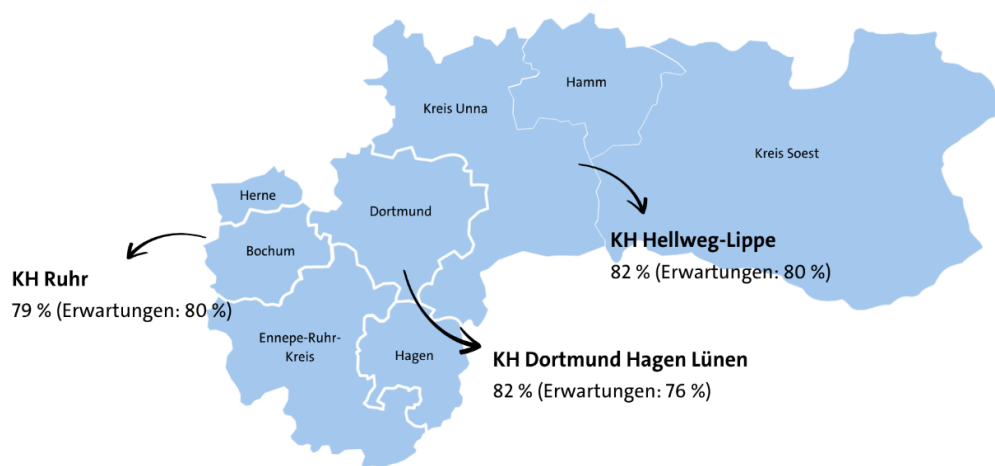 Hamm
Kreis Unna
Kreis Soest
Herne
Dortmund
KH Hellweg-Lippe
82 % (Erwartungen: 80 %)
Bochum
KH Ruhr
79 % (Erwartungen: 80 %)
Ennepe-Ruhr-
Kreis
Hagen
KH Dortmund Hagen Lünen
82 % (Erwartungen: 76 %)